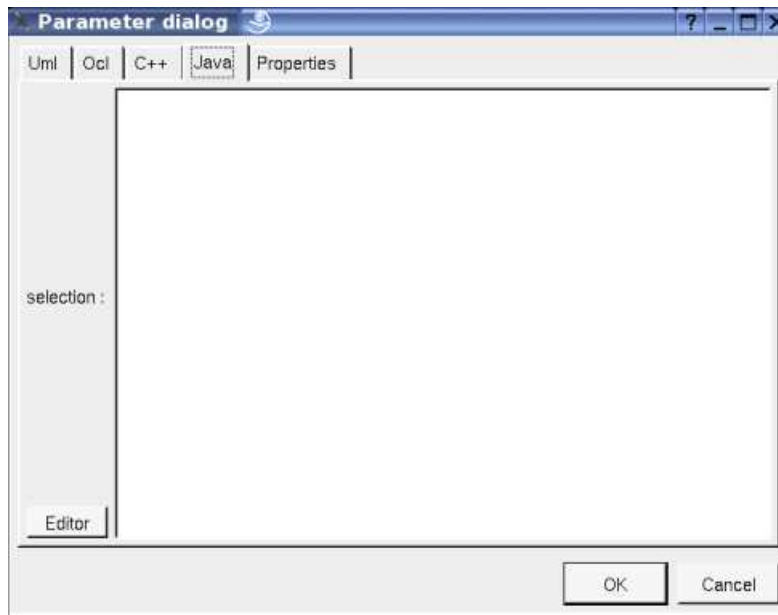 Parameter dialog ? _
Uml Ocl C++ Java Properties
selection :
Editor
OK Cancel